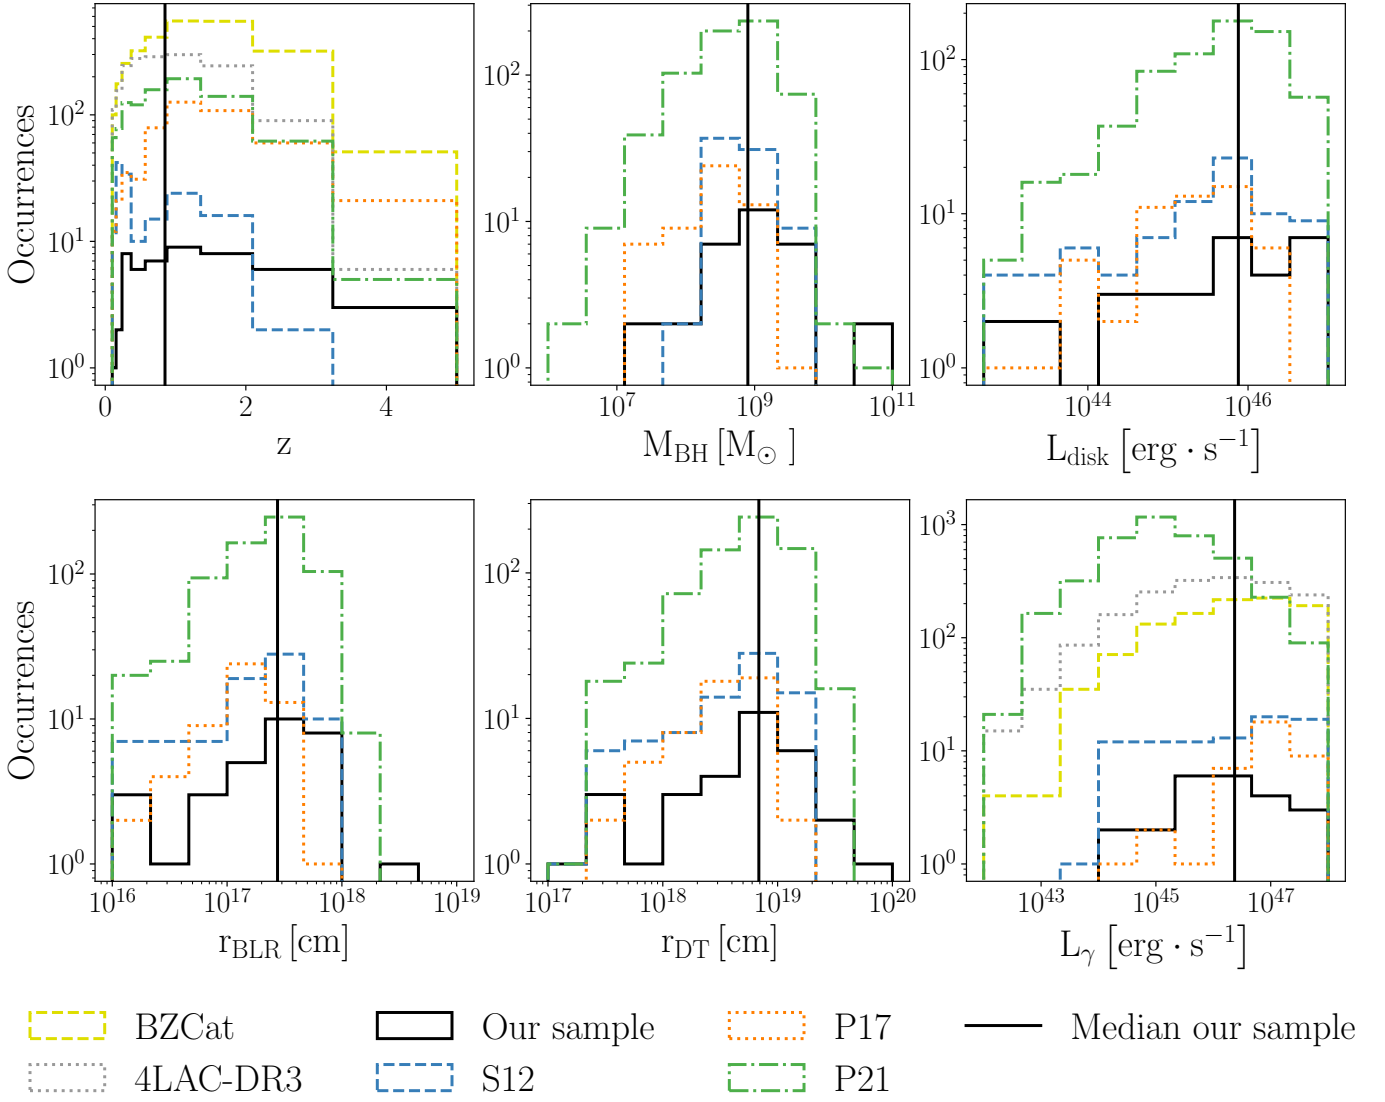 Occurrences
10^0 10^1 10^2
0 2 4
z
10^0 10^1 10^2
10^7 10^9 10^11
M_BH [M_⊙ ]
10^0 10^1 10^2
10^44 10^46
L_disk [erg · s^−1]
Occurrences
10^0 10^1 10^2
10^16 10^17 10^18 10^19
r_BLR [cm]
10^0 10^1 10^2
10^17 10^18 10^19 10^20
r_DT [cm]
10^0 10^1 10^2 10^3
10^43 10^45 10^47
L_γ [erg · s^−1]
BZCat Our sample P17 Median our sample
4LAC-DR3 S12 P21